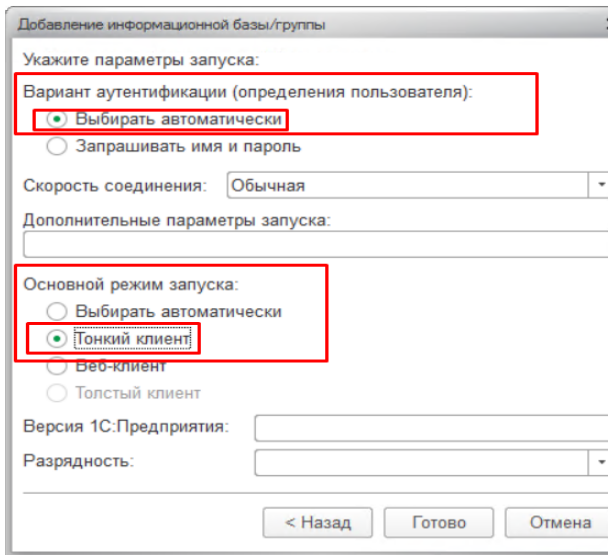 Добавление информационной базы/группы
Укажите параметры запуска:
Вариант аутентификации (определения пользователя):
Выбирать автоматически
Запрашивать имя и пароль
Скорость соединения: Обычная
Дополнительные параметры запуска:
Основной режим запуска:
Выбирать автоматически
Тонкий клиент
Веб-клиент
Толстый клиент
Версия 1С:Предприятия:
Разрядность:
< Назад Готово Отмена